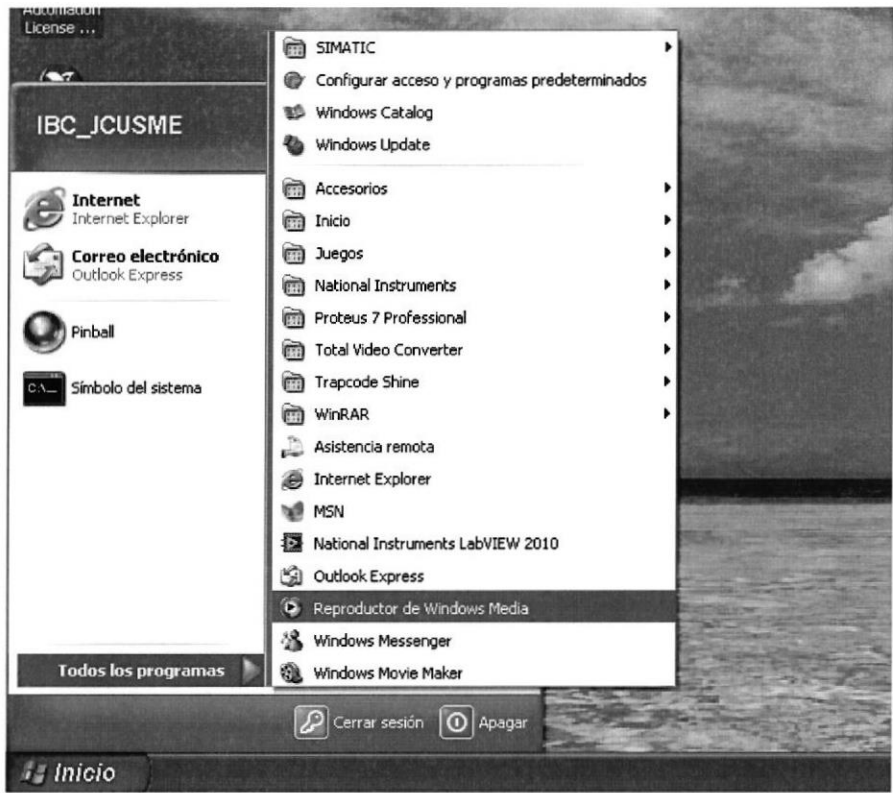 Automation
License ...
IBC_JCUSME
Internet
Internet Explorer
Correo electrónico
Outlook Express
Pinball
C:\_
Símbolo del sistema
Todos los programas
SIMATIC
Configurar acceso y programas predeterminados
Windows Catalog
Windows Update
Accesorios
Inicio
Juegos
National Instruments
Proteus 7 Professional
Total Video Converter
Trapcode Shine
WinRAR
Asistencia remota
Internet Explorer
MSN
National Instruments LabVIEW 2010
Outlook Express
Reproductor de Windows Media
Windows Messenger
Windows Movie Maker
Cerrar sesión
Apagar
Inicio